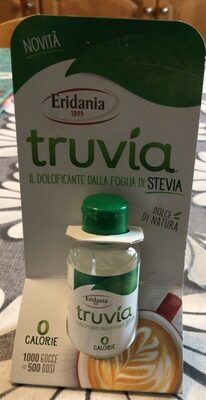 NOVITÀ
Eridania
1899
truvia
IL DOLCIFICANTE DALLA FOGLIA DI STEVIA
DOLCE
DI NATURA
Eridania
truvia
0
CALORIE
0
CALORIE
1000 GOCCE
= 500 DOSI